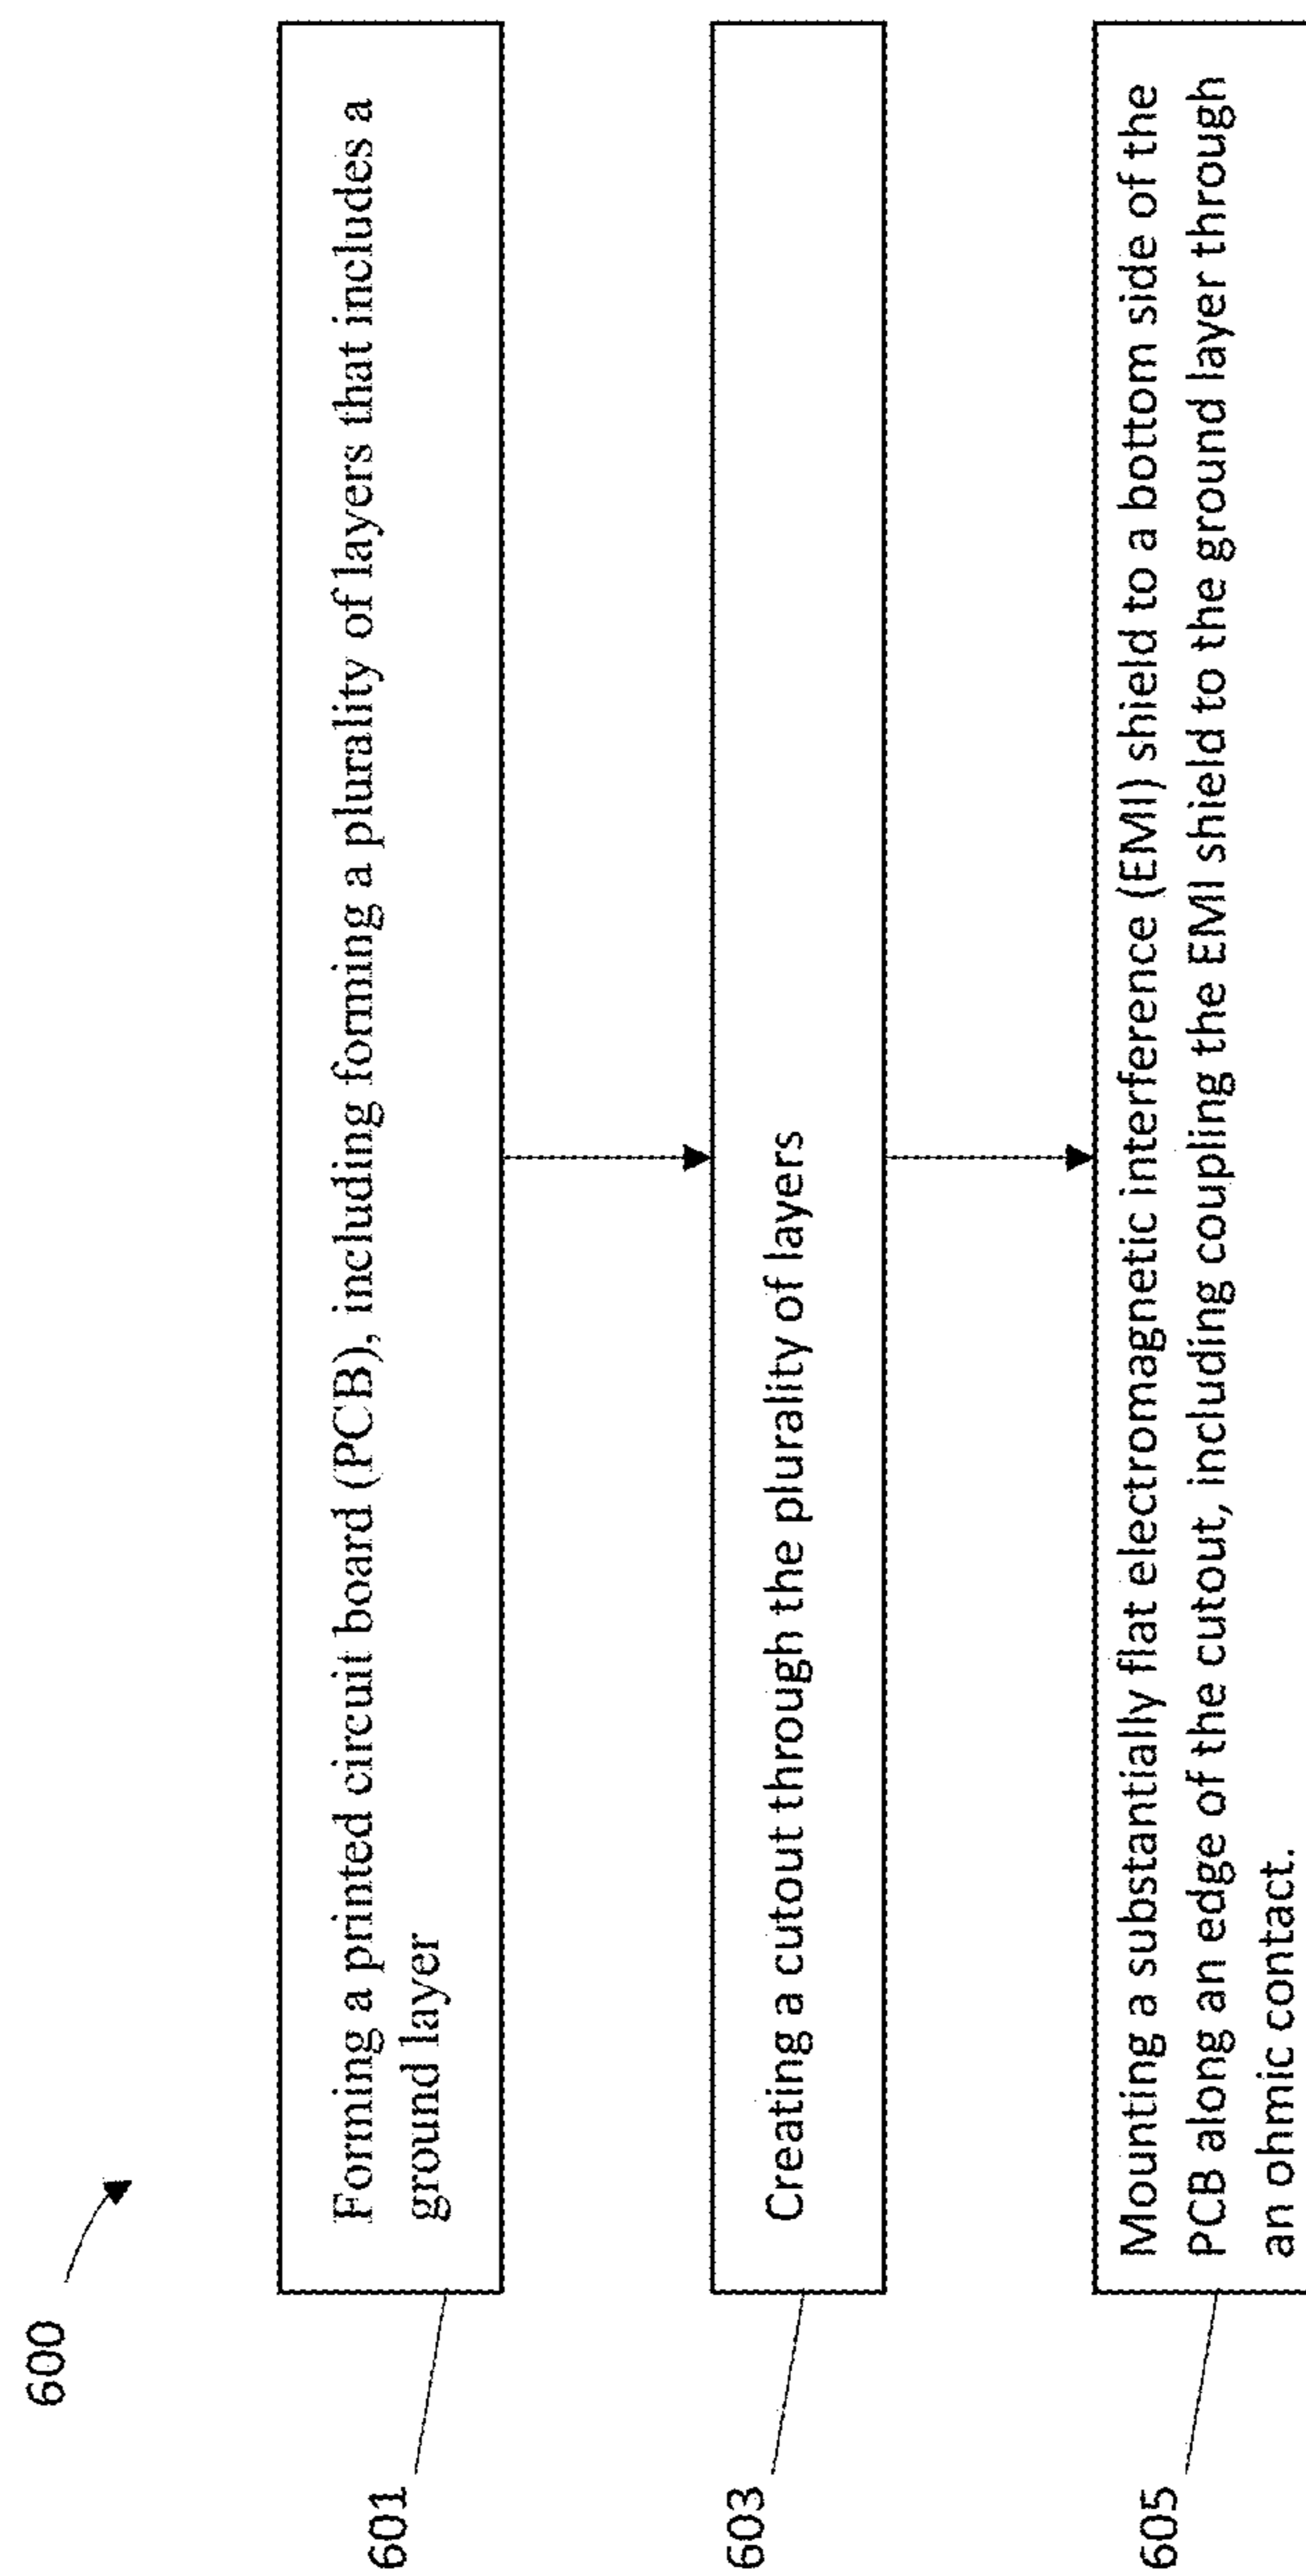 600
601
Forming a printed circuit board (PCB), including forming a plurality of layers that includes a
ground layer
603
Creating a cutout through the plurality of layers
605
Mounting a substantially flat electromagnetic interference (EMI) shield to a bottom side of the
PCB along an edge of the cutout, including coupling the EMI shield to the ground layer through
an ohmic contact.